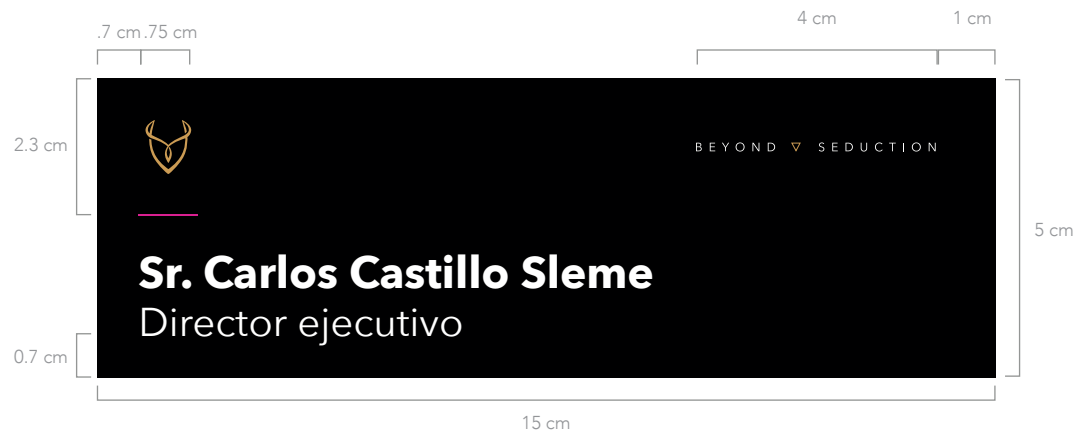 .7 cm .75 cm
4 cm
1 cm
2.3 cm
BEYOND SEDUCTION
5 cm
Sr. Carlos Castillo Sleme
Director ejecutivo
0.7 cm
15 cm